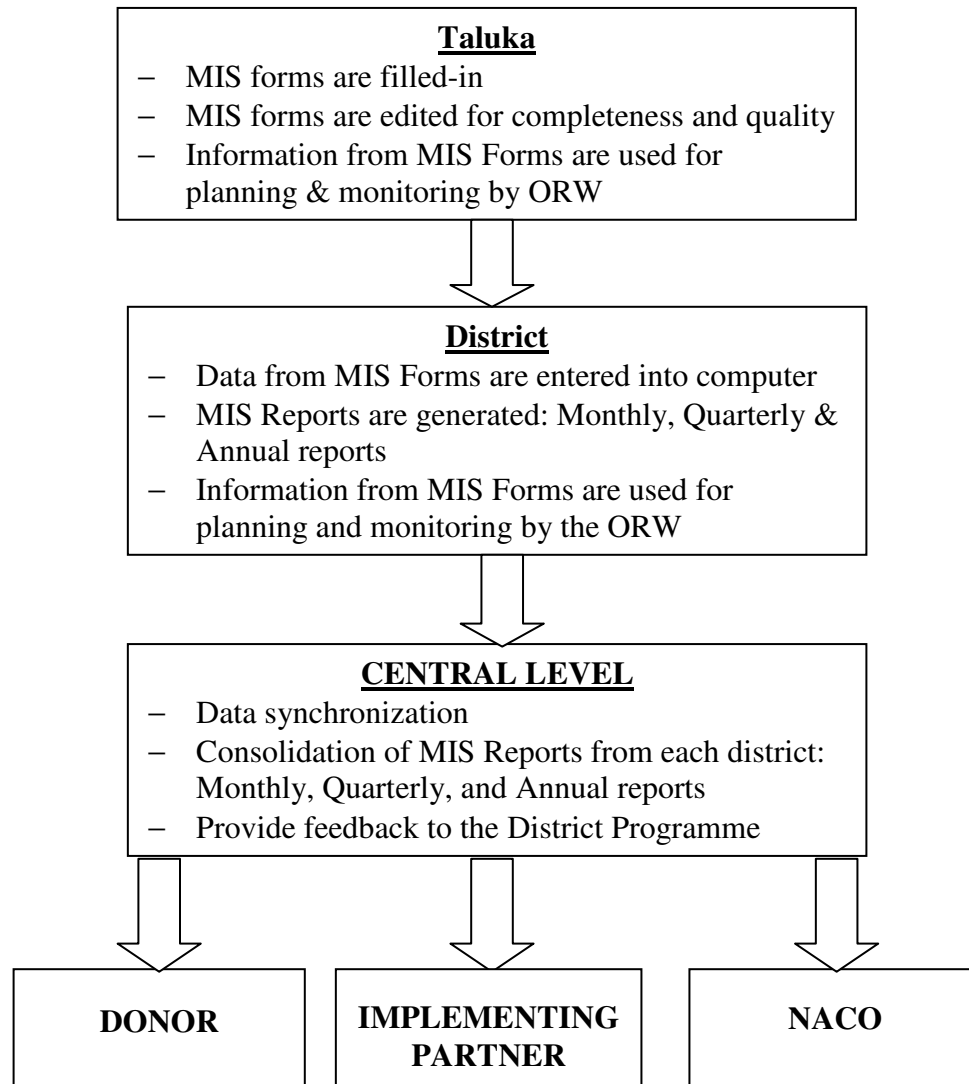 Taluka
– MIS forms are filled-in
– MIS forms are edited for completeness and quality
– Information from MIS Forms are used for
planning & monitoring by ORW
District
– Data from MIS Forms are entered into computer
– MIS Reports are generated: Monthly, Quarterly &
Annual reports
– Information from MIS Forms are used for
planning and monitoring by the ORW
CENTRAL LEVEL
– Data synchronization
– Consolidation of MIS Reports from each district:
Monthly, Quarterly, and Annual reports
– Provide feedback to the District Programme
DONOR
IMPLEMENTING
PARTNER
NACO